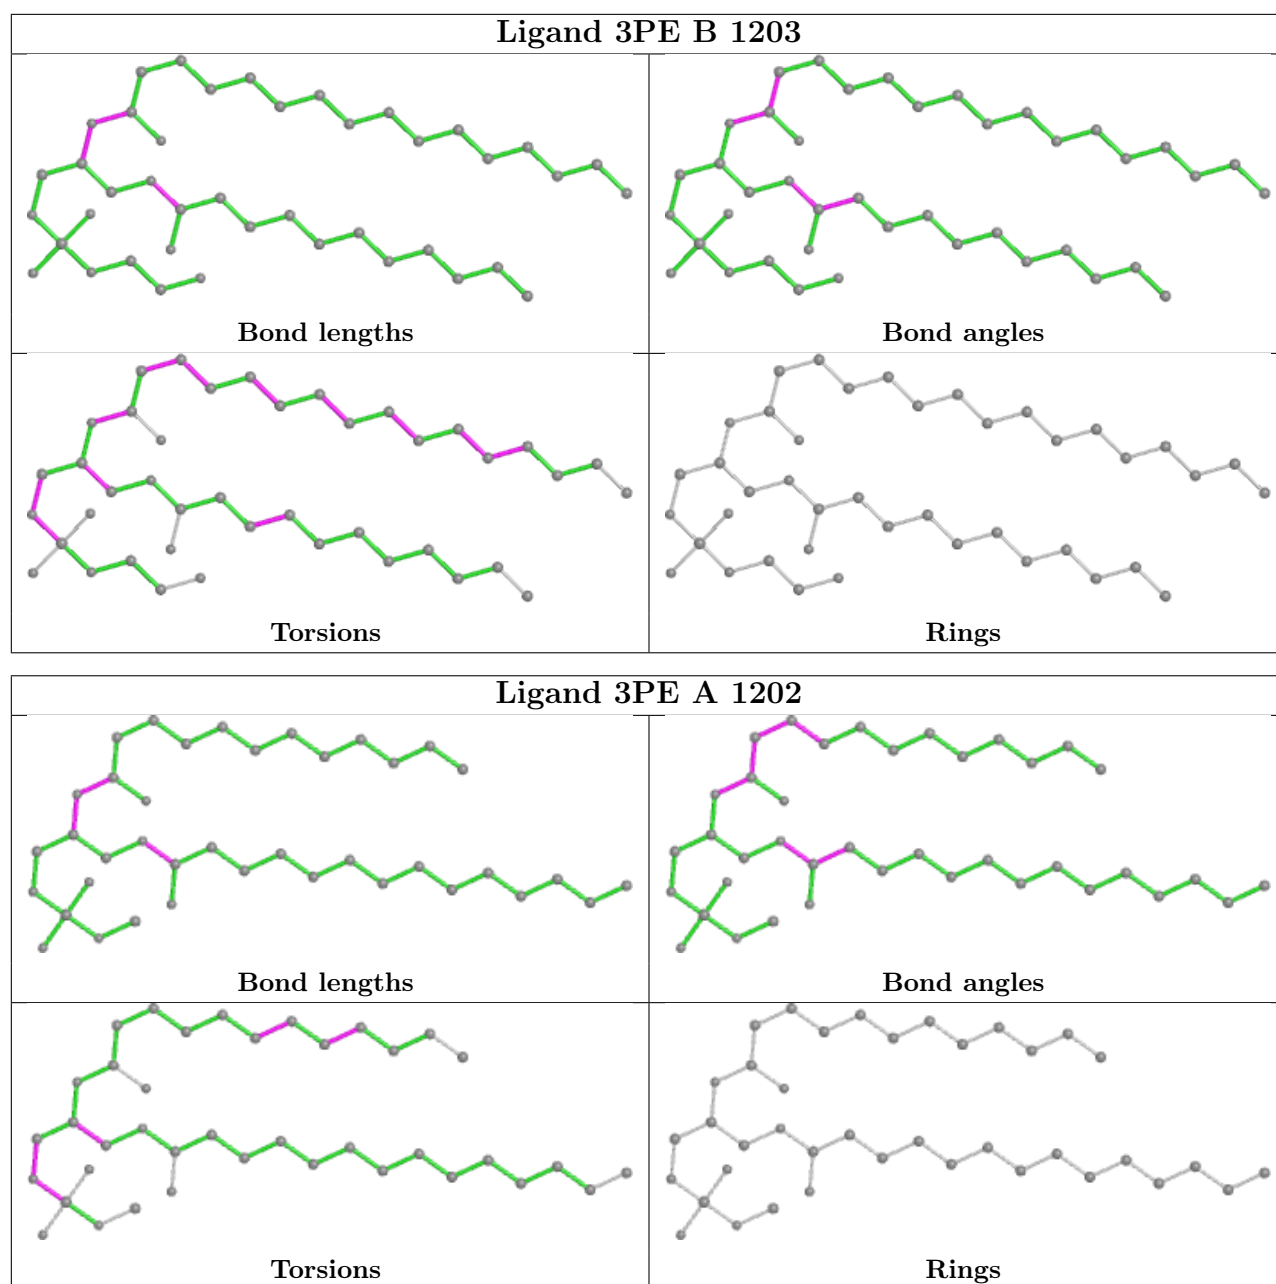 Ligand 3PE B 1203
Bond lengths
Bond angles
Torsions
Rings
Ligand 3PE A 1202
Bond lengths
Bond angles
Torsions
Rings